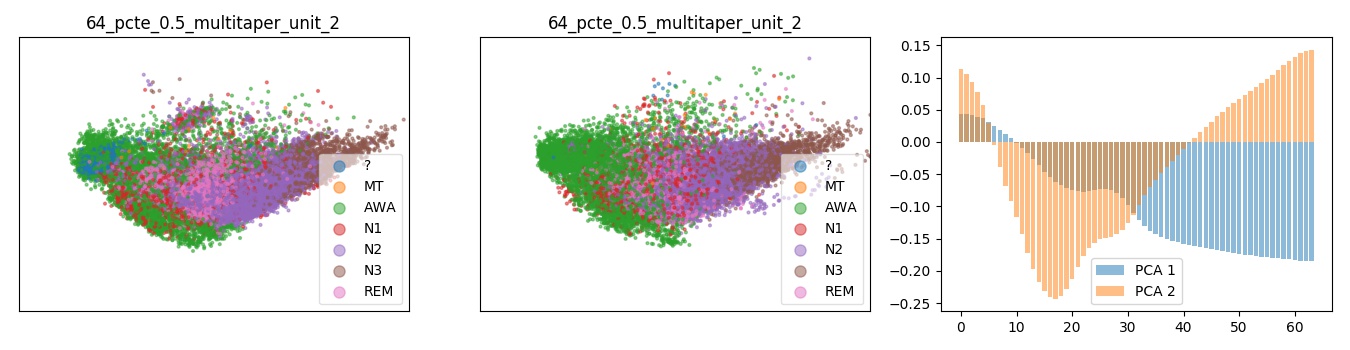 64_pcte_0.5_multitaper_unit_2
?
MT
AWA
N1
N2
N3
REM
64_pcte_0.5_multitaper_unit_2
?
MT
AWA
N1
N2
N3
REM
0.15
0.10
0.05
0.00
−0.05
−0.10
−0.15
−0.20
−0.25
PCA 1
PCA 2
0 10 20 30 40 50 60